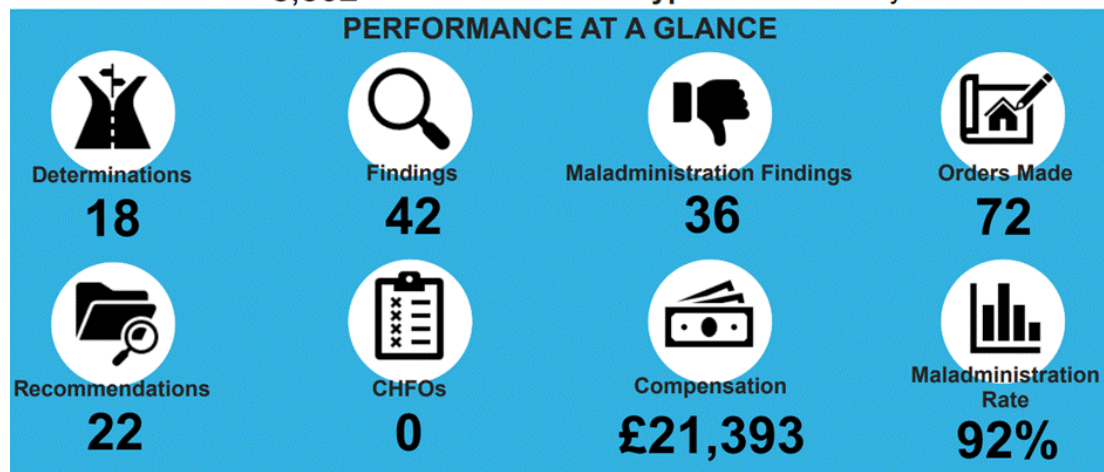 PERFORMANCE AT A GLANCE
Determinations
18
Findings
42
Maladministration Findings
36
Orders Made
72
Recommendations
22
CHFOs
0
Compensation
£21,393
Maladministration
Rate
92%